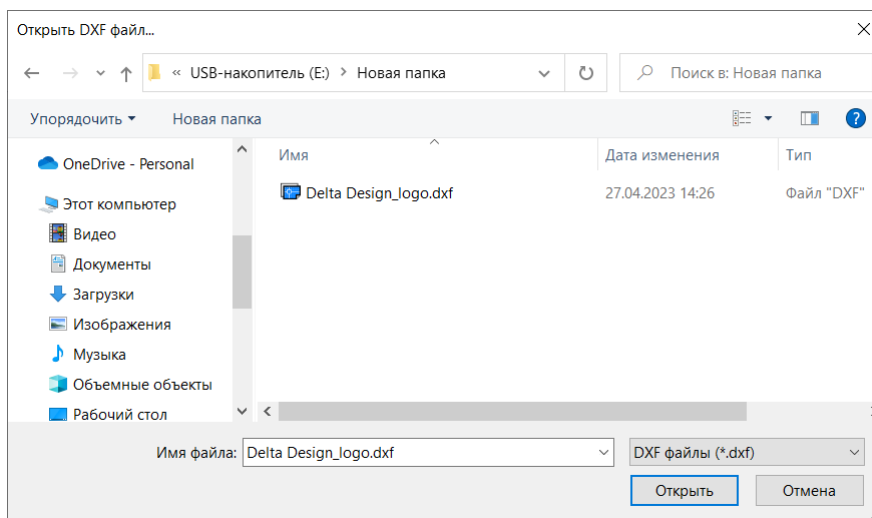 Открыть DXF файл...
« USB-накопитель (E:) > Новая папка
Поиск в: Новая папка
Упорядочить
Новая папка
?
Имя
Дата изменения
Тип
OneDrive - Personal
Delta Design_logo.dxf
27.04.2023 14:26
Файл "DXF"
Этот компьютер
Видео
Документы
Загрузки
Изображения
Музыка
Объемные объекты
Рабочий стол
Имя файла:
Delta Design_logo.dxf
DXF файлы (*.dxf)
Открыть
Отмена